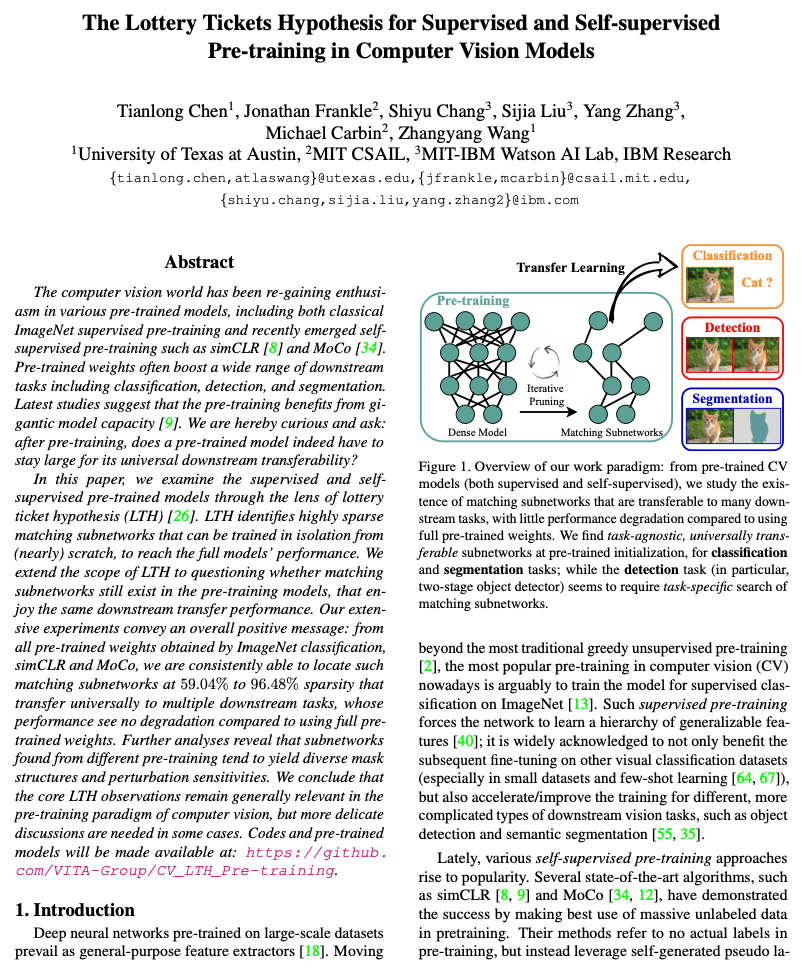 The Lottery Tickets Hypothesis for Supervised and Self-supervised
Pre-training in Computer Vision Models
Tianlong Chen1, Jonathan Frankle2, Shiyu Chang3, Sijia Liu3, Yang Zhang3,
Michael Carbin2, Zhangyang Wang1
1University of Texas at Austin, 2MIT CSAIL, 3MIT-IBM Watson AI Lab, IBM Research
{tianlong.chen,atlaswang}@utexas.edu,{jfrankle,mcarbin}@csail.mit.edu,
{shiyu.chang,sijia.liu,yang.zhang2}@ibm.com
Abstract
The computer vision world has been re-gaining enthusi-
asm in various pre-trained models, including both classical
ImageNet supervised pre-training and recently emerged self-
supervised pre-training such as simCLR [8] and MoCo [34].
Pre-trained weights often boost a wide range of downstream
tasks including classification, detection, and segmentation.
Latest studies suggest that the pre-training benefits from gi-
gantic model capacity [9]. We are hereby curious and ask:
after pre-training, does a pre-trained model indeed have to
stay large for its universal downstream transferability?
In this paper, we examine the supervised and self-
supervised pre-trained models through the lens of lottery
ticket hypothesis (LTH) [26]. LTH identifies highly sparse
matching subnetworks that can be trained in isolation from
(nearly) scratch, to reach the full models' performance. We
extend the scope of LTH to questioning whether matching
subnetworks still exist in the pre-training models, that en-
joy the same downstream transfer performance. Our exten-
sive experiments convey an overall positive message: from
all pre-trained weights obtained by ImageNet classification,
simCLR and MoCo, we are consistently able to locate such
matching subnetworks at 59.04% to 96.48% sparsity that
transfer universally to multiple downstream tasks, whose
performance see no degradation compared to using full pre-
trained weights. Further analyses reveal that subnetworks
found from different pre-training tend to yield diverse mask
structures and perturbation sensitivities. We conclude that
the core LTH observations remain generally relevant in the
pre-training paradigm of computer vision, but more delicate
discussions are needed in some cases. Codes and pre-trained
models will be made available at: https://github.
com/VITA-Group/CV_LTH_Pre-training.
1. Introduction
Deep neural networks pre-trained on large-scale datasets
prevail as general-purpose feature extractors [18]. Moving
Transfer Learning
Pre-training
Iterative
Pruning
Dense Model
Matching Subnetworks
Classification
Cat ?
Detection
Segmentation
Figure 1. Overview of our work paradigm: from pre-trained CV
models (both supervised and self-supervised), we study the exis-
tence of matching subnetworks that are transferable to many down-
stream tasks, with little performance degradation compared to using
full pre-trained weights. We find task-agnostic, universally trans-
ferable subnetworks at pre-trained initialization, for classification
and segmentation tasks; while the detection task (in particular,
two-stage object detector) seems to require task-specific search of
matching subnetworks.
beyond the most traditional greedy unsupervised pre-training
[2], the most popular pre-training in computer vision (CV)
nowadays is arguably to train the model for supervised clas-
sification on ImageNet [13]. Such supervised pre-training
forces the network to learn a hierarchy of generalizable fea-
tures [40]; it is widely acknowledged to not only benefit the
subsequent fine-tuning on other visual classification datasets
(especially in small datasets and few-shot learning [64, 67]),
but also accelerate/improve the training for different, more
complicated types of downstream vision tasks, such as object
detection and semantic segmentation [55, 35].
Lately, various self-supervised pre-training approaches
rise to popularity. Several state-of-the-art algorithms, such
as simCLR [8, 9] and MoCo [34, 12], have demonstrated
the success by making best use of massive unlabeled data
in pretraining. Their methods refer to no actual labels in
pre-training, but instead leverage self-generated pseudo la-